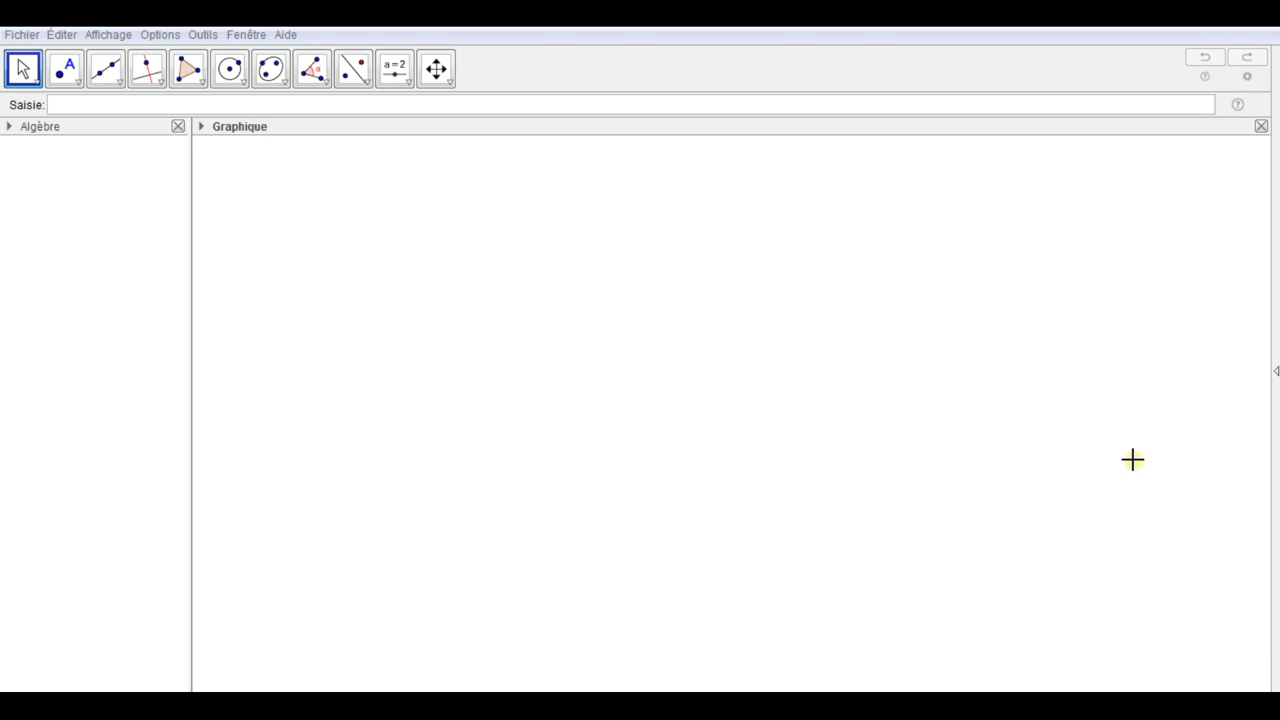 Fichier Éditer Affichage Options Outils Fenêtre Aide
A
α
a=2
Saisie:
Algèbre
Graphique